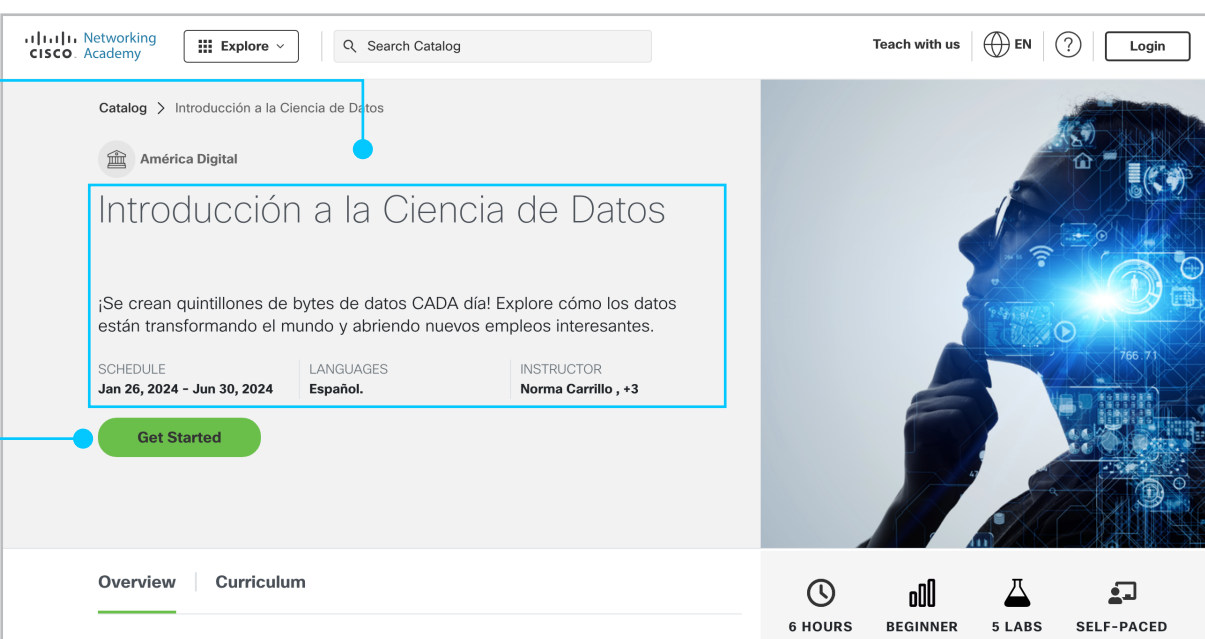 CISCO Networking Academy
Explore
Search Catalog
Teach with us
EN
?
Login
Catalog > Introducción a la Ciencia de Datos
América Digital
Introducción a la Ciencia de Datos
¡Se crean quintillones de bytes de datos CADA día! Explore cómo los datos
están transformando el mundo y abriendo nuevos empleos interesantes.
SCHEDULE
Jan 26, 2024 - Jun 30, 2024
LANGUAGES
Español.
INSTRUCTOR
Norma Carrillo , +3
Get Started
766.71
Overview
Curriculum
6 HOURS
BEGINNER
5 LABS
SELF-PACED